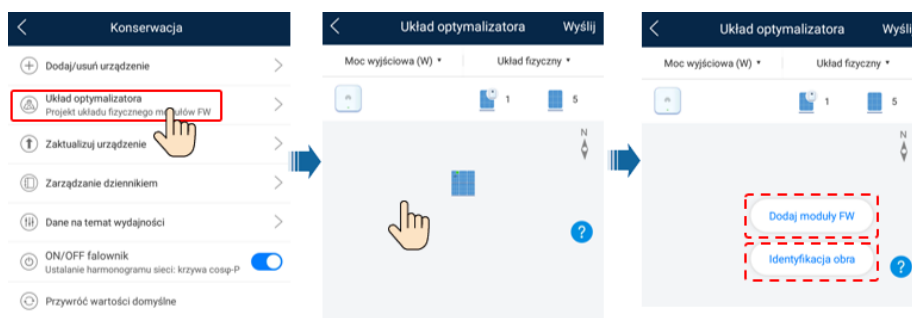 Konserwacja
Dodaj/usuń urządzenie
Układ optymalizatora
Projekt układu fizycznego modułów FW
Zaktualizuj urządzenie
Zarządzanie dziennikiem
Dane na temat wydajności
ON/OFF falownik
Ustalanie harmonogramu sieci: krzywa cosφ-P
Przywróć wartości domyślne
Układ optymalizatora Wyślij
Moc wyjściowa (W) Układ fizyczny
1 5
N
?
Układ optymalizatora Wyślij
Moc wyjściowa (W) Układ fizyczny
1 5
N
Dodaj moduły FW
Identyfikacja obra
?